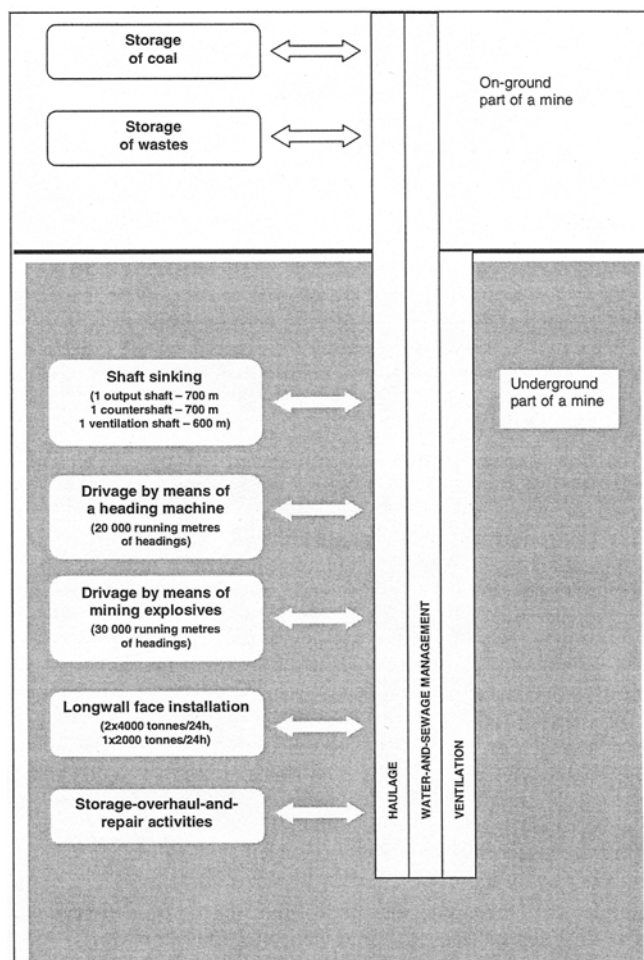 Storage
of coal
On-ground
part of a mine
Storage
of wastes
Shaft sinking
(1 output shaft – 700 m
1 countershaft – 700 m
1 ventilation shaft – 600 m)
Underground
part of a mine
Drivage by means of
a heading machine
(20 000 running metres
of headings)
Drivage by means of
mining explosives
(30 000 running metres
of headings)
Longwall face installation
(2x4000 tonnes/24h,
1x2000 tonnes/24h)
Storage-overhaul-and-
repair activities
HAULAGE
WATER-AND-SEWAGE MANAGEMENT
VENTILATION